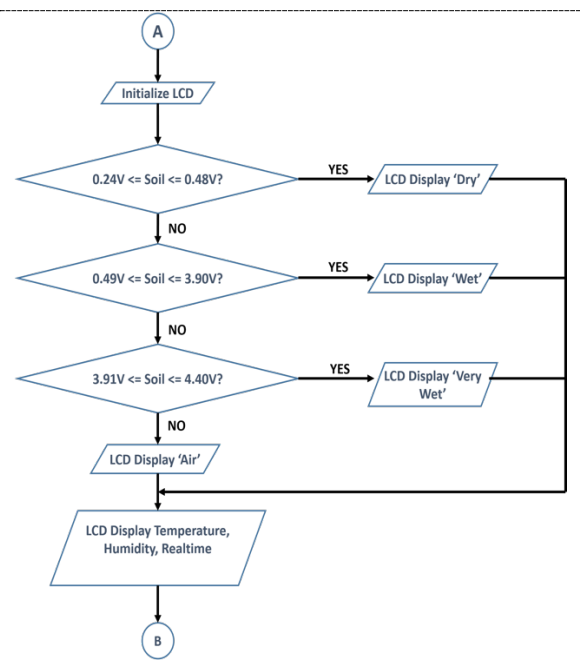 A
Initialize LCD
0.24V <= Soil <= 0.48V?
YES
LCD Display ‘Dry’
NO
0.49V <= Soil <= 3.90V?
YES
LCD Display ‘Wet’
NO
3.91V <= Soil <= 4.40V?
YES
LCD Display ‘Very
Wet’
NO
LCD Display ‘Air’
LCD Display Temperature,
Humidity, Realtime
B